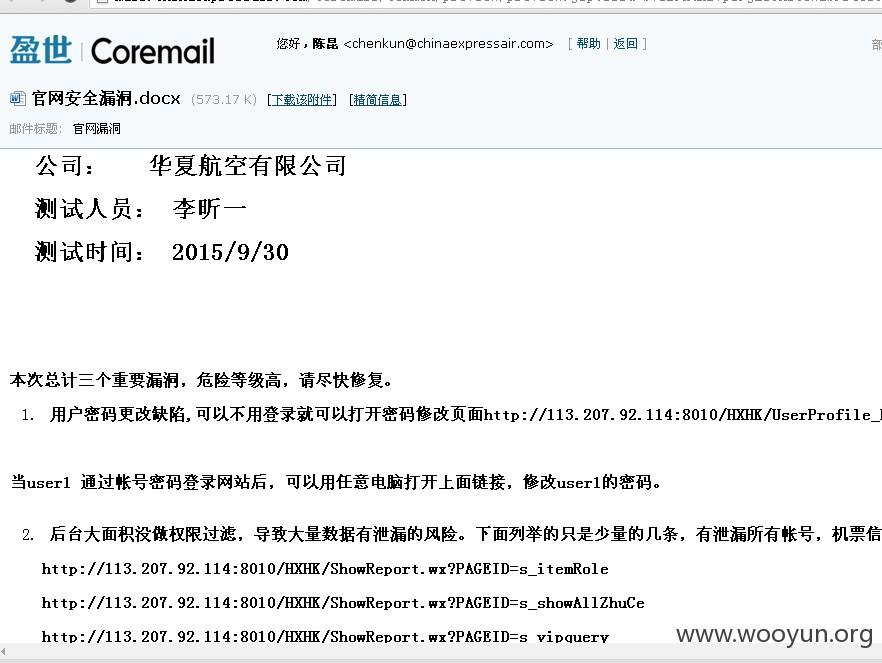 盈世 Coremail
您好，陈昆 <chenkun@chinaexpressair.com> [ 帮助 | 返回 ]
官网安全漏洞.docx (573.17 K) [下载该附件] [精简信息]
邮件标题： 官网漏洞
公司： 华夏航空有限公司
测试人员： 李昕一
测试时间： 2015/9/30
本次总计三个重要漏洞，危险等级高，请尽快修复。
1. 用户密码更改缺陷,可以不用登录就可以打开密码修改页面http://113.207.92.114:8010/HXHK/UserProfile_
当user1 通过帐号密码登录网站后，可以用任意电脑打开上面链接，修改user1的密码。
2. 后台大面积没做权限过滤，导致大量数据有泄漏的风险。下面列举的只是少量的几条，有泄漏所有帐号，机票信
http://113.207.92.114:8010/HXHK/ShowReport.wx?PAGEID=s_itemRole
http://113.207.92.114:8010/HXHK/ShowReport.wx?PAGEID=s_showAllZhuCe
http://113.207.92.114:8010/HXHK/ShowReport.wx?PAGEID=s_vipquery
www.wooyun.org